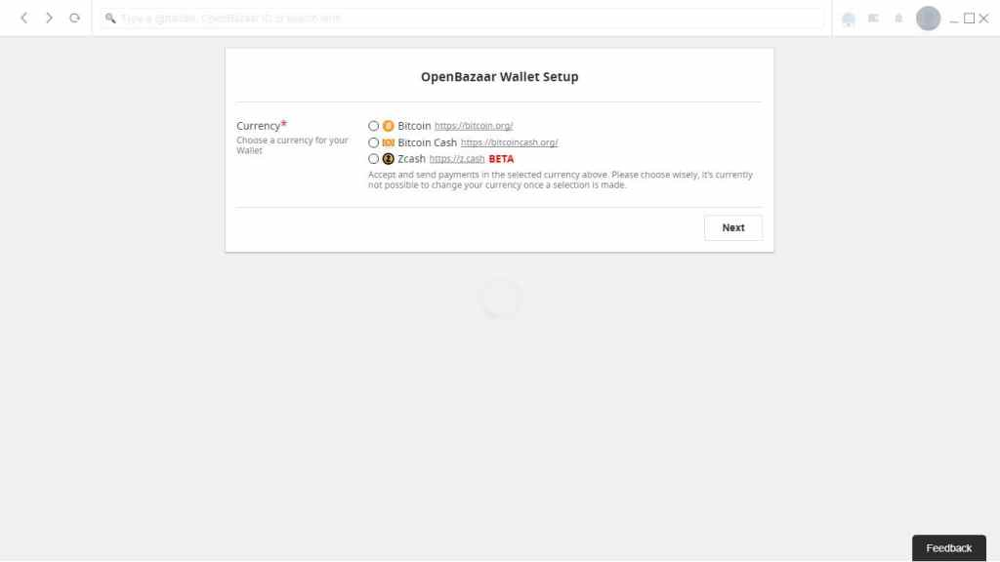 Type a @handle, OpenBazaar ID or search term
OpenBazaar Wallet Setup
Currency*
Choose a currency for your
Wallet
Bitcoin https://bitcoin.org/
Bitcoin Cash https://bitcoincash.org/
Zcash https://z.cash BETA
Accept and send payments in the selected currency above. Please choose wisely, it's currently
not possible to change your currency once a selection is made.
Next
Feedback